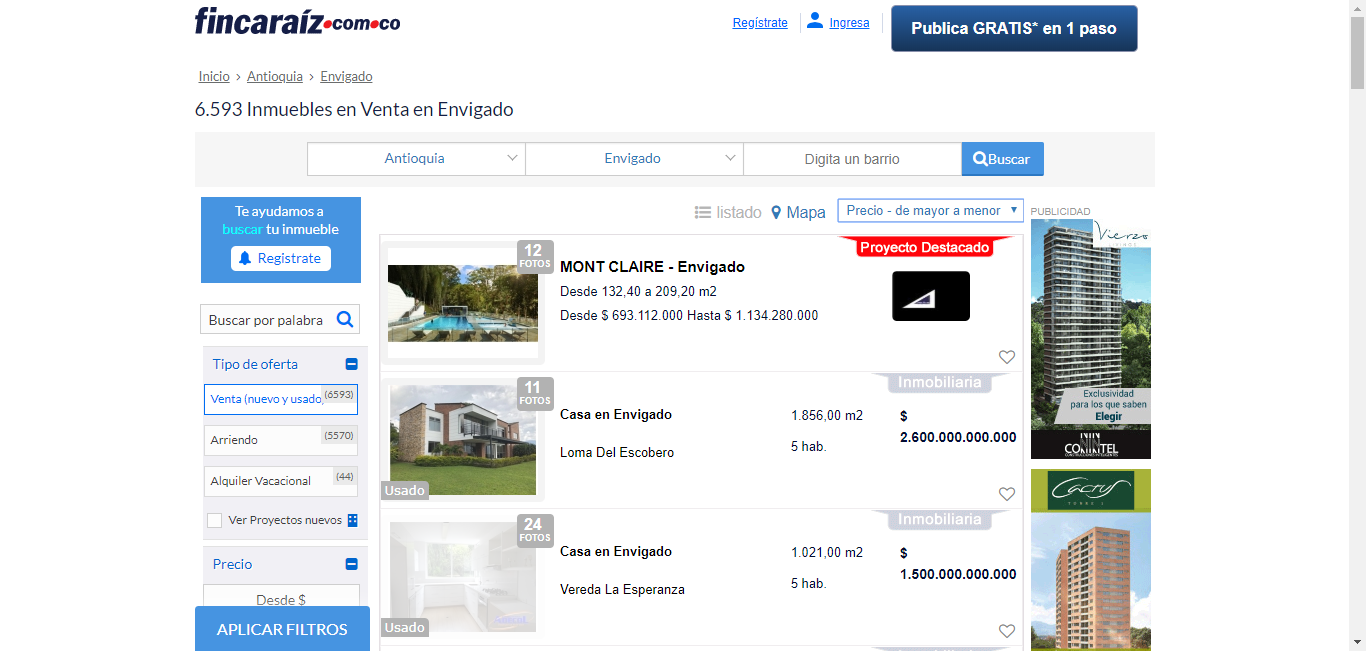 fincaraíz.com.co
Regístrate
Ingresa
Publica GRATIS* en 1 paso
Inicio › Antioquia › Envigado
6.593 Inmuebles en Venta en Envigado
Antioquia
Envigado
Digita un barrio
Buscar
Te ayudamos a
buscar tu inmueble
Registrate
Buscar por palabra
Tipo de oferta
Venta (nuevo y usado) (6593)
Arriendo (5570)
Alquiler Vacacional (44)
Ver Proyectos nuevos
Precio
Desde $
APLICAR FILTROS
listado
Mapa
Precio - de mayor a menor
12
FOTOS
Proyecto Destacado
MONT CLAIRE - Envigado
Desde 132,40 a 209,20 m2
Desde $ 693.112.000 Hasta $ 1.134.280.000
11
FOTOS
Usado
Inmobiliaria
Casa en Envigado
Loma Del Escobero
1.856,00 m2
5 hab.
$
2.600.000.000.000
24
FOTOS
Usado
Inmobiliaria
Casa en Envigado
Vereda La Esperanza
1.021,00 m2
5 hab.
$
1.500.000.000.000
PUBLICIDAD
Vierzo
Exclusividad
para los que saben
Elegir
CONINTEL
Cactus